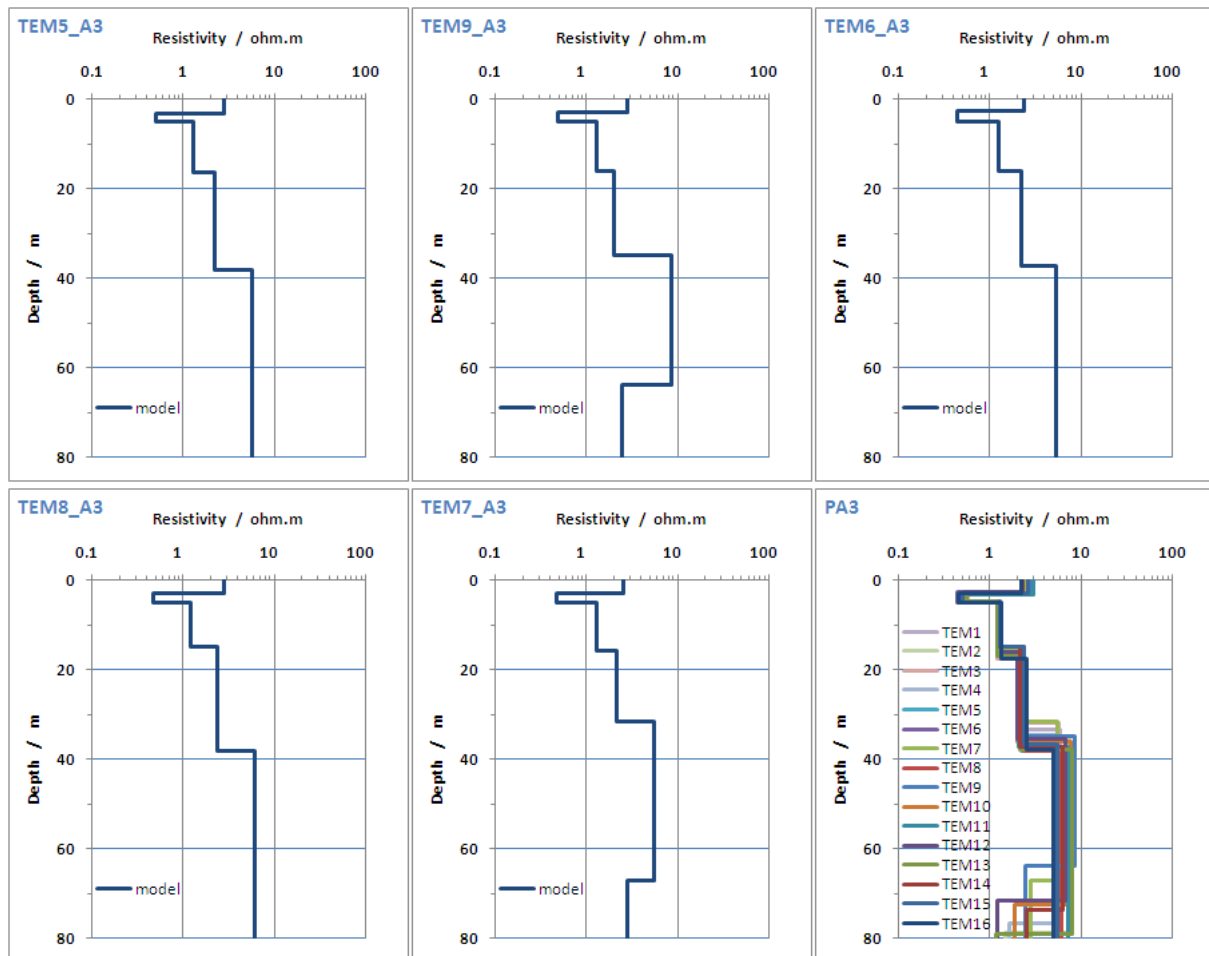 TEM5_A3
Resistivity / ohm.m
0.1 1 10 100
0
20
40
60
80
Depth / m
model
TEM9_A3
Resistivity / ohm.m
0.1 1 10 100
0
20
40
60
80
Depth / m
model
TEM6_A3
Resistivity / ohm.m
0.1 1 10 100
0
20
40
60
80
Depth / m
model
TEM8_A3
Resistivity / ohm.m
0.1 1 10 100
0
20
40
60
80
Depth / m
model
TEM7_A3
Resistivity / ohm.m
0.1 1 10 100
0
20
40
60
80
Depth / m
model
PA3
Resistivity / ohm.m
0.1 1 10 100
0
20
40
60
80
Depth / m
TEM1
TEM2
TEM3
TEM4
TEM5
TEM6
TEM7
TEM8
TEM9
TEM10
TEM11
TEM12
TEM13
TEM14
TEM15
TEM16